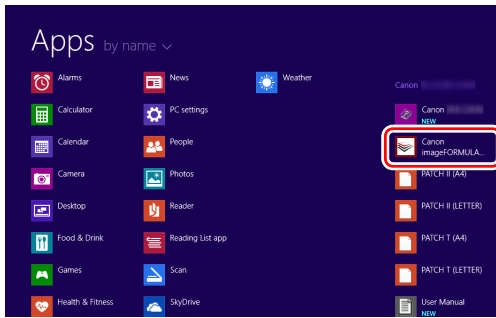 Apps by name
Alarms
Calculator
Calendar
Camera
Desktop
Food & Drink
Games
Health & Fitness
News
PC settings
People
Photos
Reader
Reading List app
Scan
SkyDrive
Weather
Canon
Canon
NEW
Canon
imageFORMULA...
PATCH II (A4)
PATCH II (LETTER)
PATCH T (A4)
PATCH T (LETTER)
User Manual
NEW